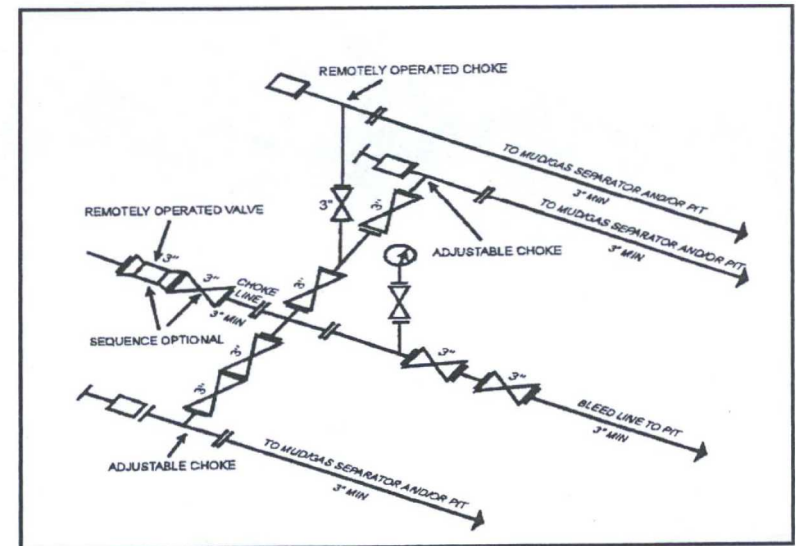 REMOTELY OPERATED CHOKE
TO MUD/GAS SEPARATOR AND/OR PIT
3" MIN
TO MUD/GAS SEPARATOR AND/OR PIT
3" MIN
3"
3"
REMOTELY OPERATED VALVE
ADJUSTABLE CHOKE
3"
3"
CHOKE
LINE
3" MIN
3"
SEQUENCE OPTIONAL
3"
3"
3"
3"
BLEED LINE TO PIT
3" MIN
ADJUSTABLE CHOKE
TO MUD/GAS SEPARATOR AND/OR PIT
3" MIN